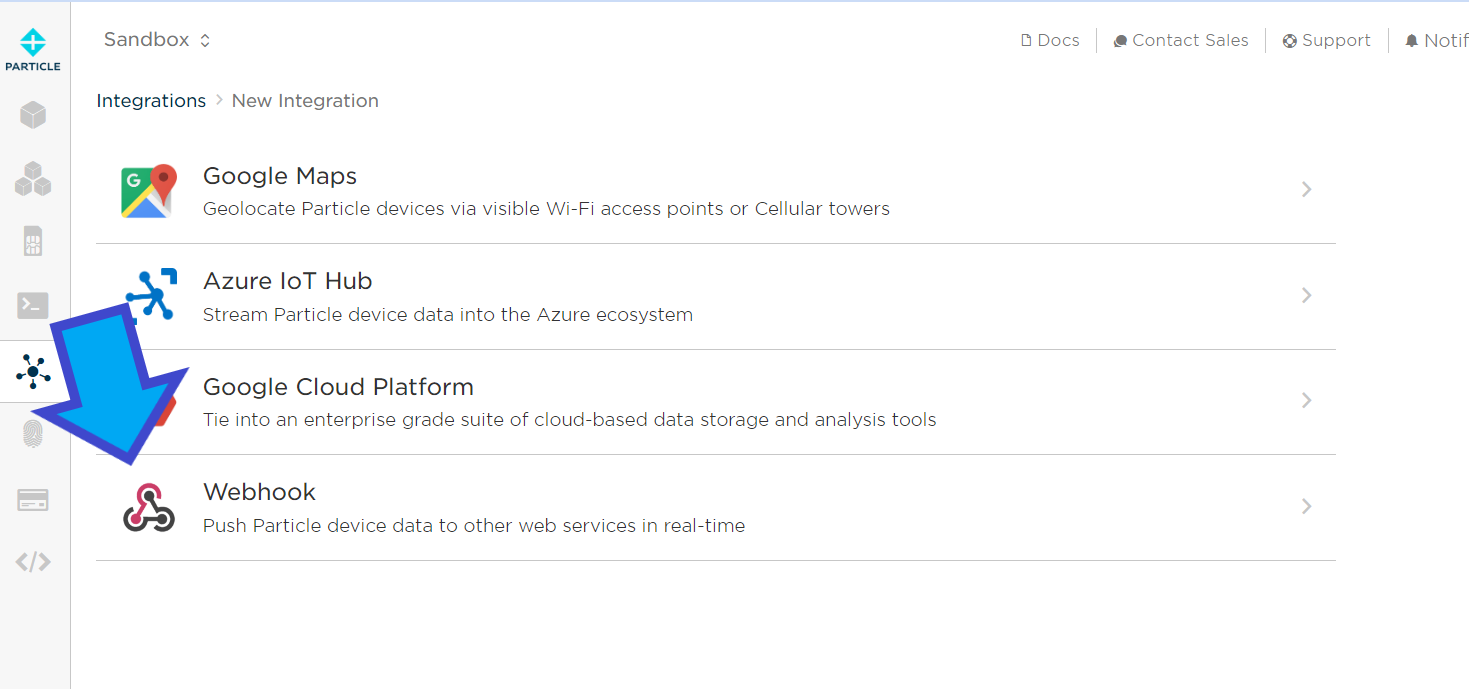 Sandbox
Docs
Contact Sales
Support
Notif
PARTICLE
Integrations > New Integration
G
Google Maps
Geolocate Particle devices via visible Wi-Fi access points or Cellular towers
Azure IoT Hub
Stream Particle device data into the Azure ecosystem
Google Cloud Platform
Tie into an enterprise grade suite of cloud-based data storage and analysis tools
Webhook
Push Particle device data to other web services in real-time